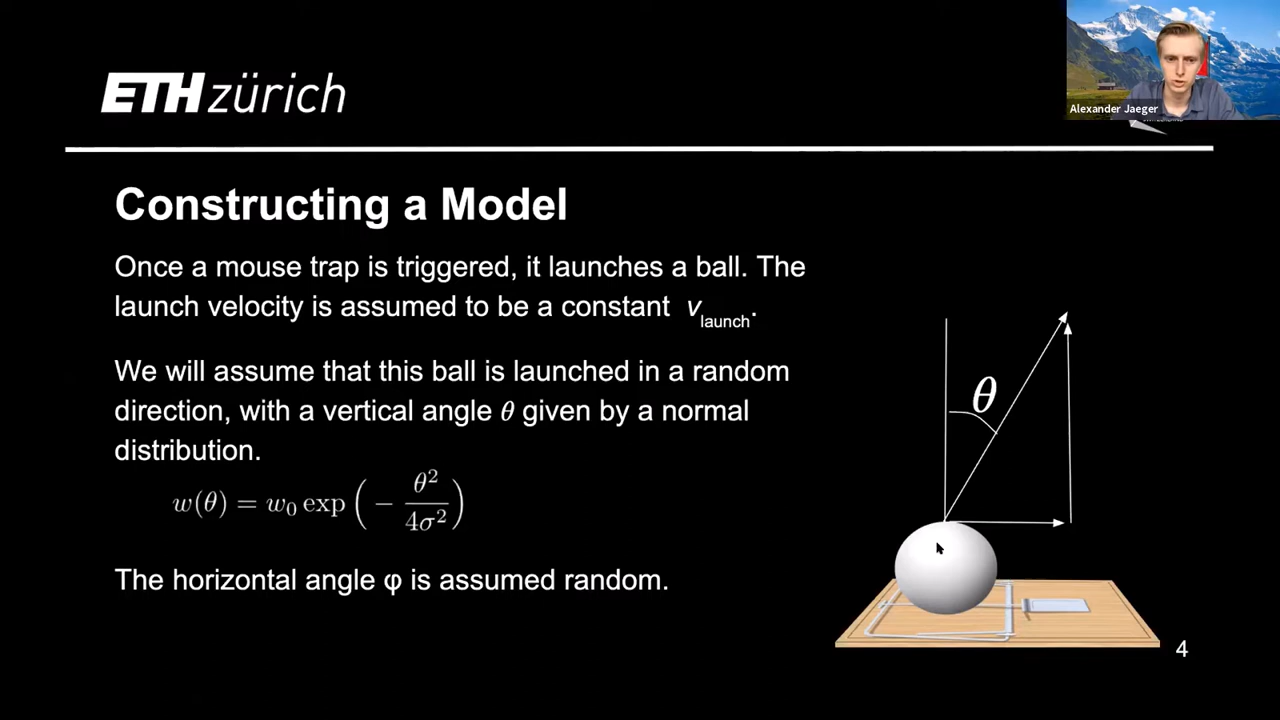 ETH zürich
Alexander Jaeger
Constructing a Model
Once a mouse trap is triggered, it launches a ball. The
launch velocity is assumed to be a constant v_launch.
We will assume that this ball is launched in a random
direction, with a vertical angle θ given by a normal
distribution.
w(θ) = w₀ exp ( − θ² / 4σ² )
θ
The horizontal angle φ is assumed random.
4